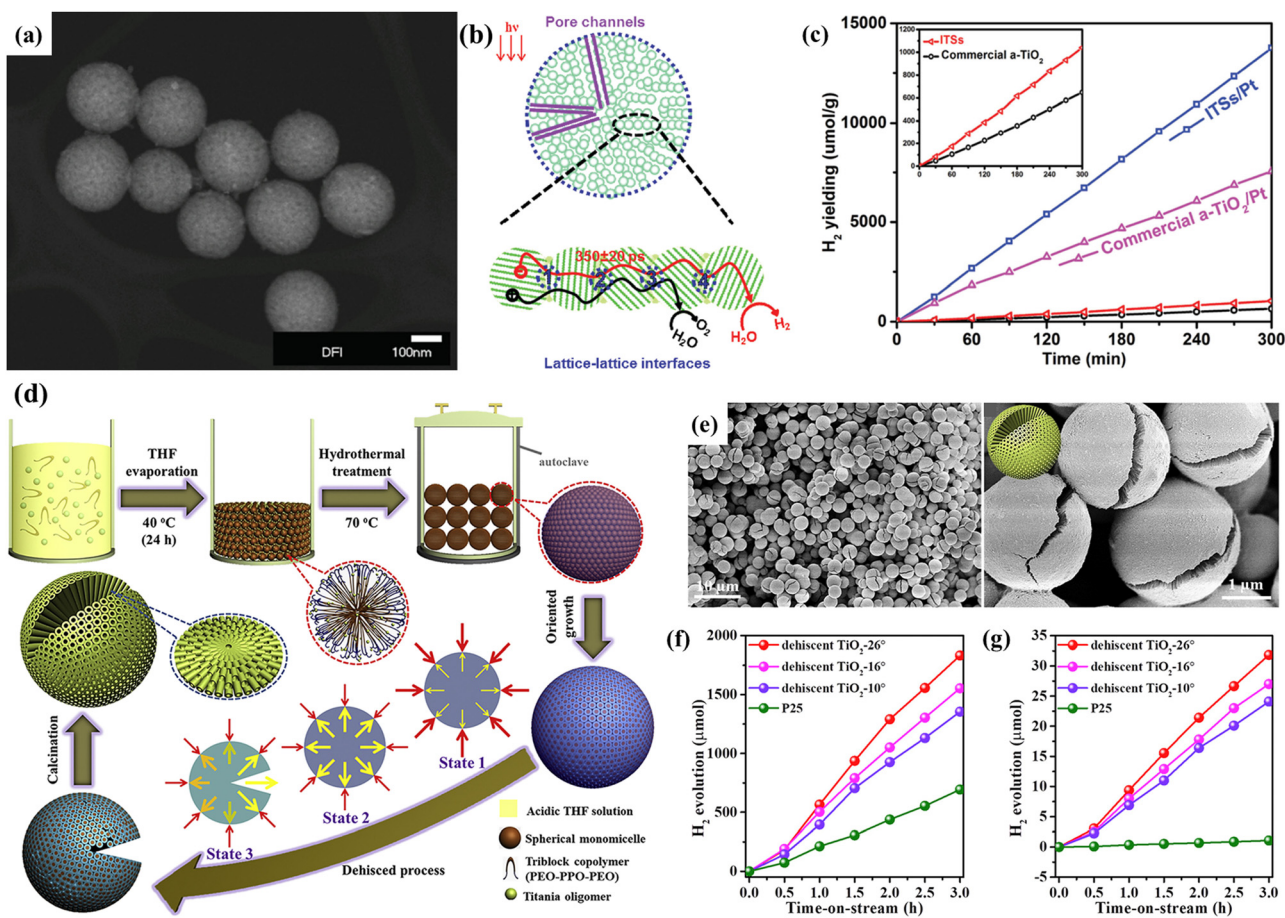 (a)
DFI
100nm
(b)
hν
Pore channels
350±20 ps
1 2 3 4
O₂
H₂O
H₂
H₂O
Lattice-lattice interfaces
(c)
H₂ yielding (umol/g)
15000
10000
5000
0
0 60 120 180 240 300
Time (min)
ITSs/Pt
Commercial a-TiO₂/Pt
ITSs
Commercial a-TiO₂
1200
1000
800
600
400
200
0
0 60 120 180 240 300
(d)
THF
evaporation
40 °C
(24 h)
Hydrothermal
treatment
70 °C
autoclave
Oriented
growth
State 1
State 2
State 3
Calcination
Dehisced process
Acidic THF solution
Spherical monomicelle
Triblock copolymer
(PEO-PPO-PEO)
Titania oligomer
(e)
10 μm
1 μm
(f)
dehiscent TiO₂-26°
dehiscent TiO₂-16°
dehiscent TiO₂-10°
P25
H₂ evolution (μmol)
2000
1500
1000
500
0
0.0 0.5 1.0 1.5 2.0 2.5 3.0
Time-on-stream (h)
(g)
dehiscent TiO₂-26°
dehiscent TiO₂-16°
dehiscent TiO₂-10°
P25
H₂ evolution (μmol)
35
30
25
20
15
10
5
0
-5
0.0 0.5 1.0 1.5 2.0 2.5 3.0
Time-on-stream (h)